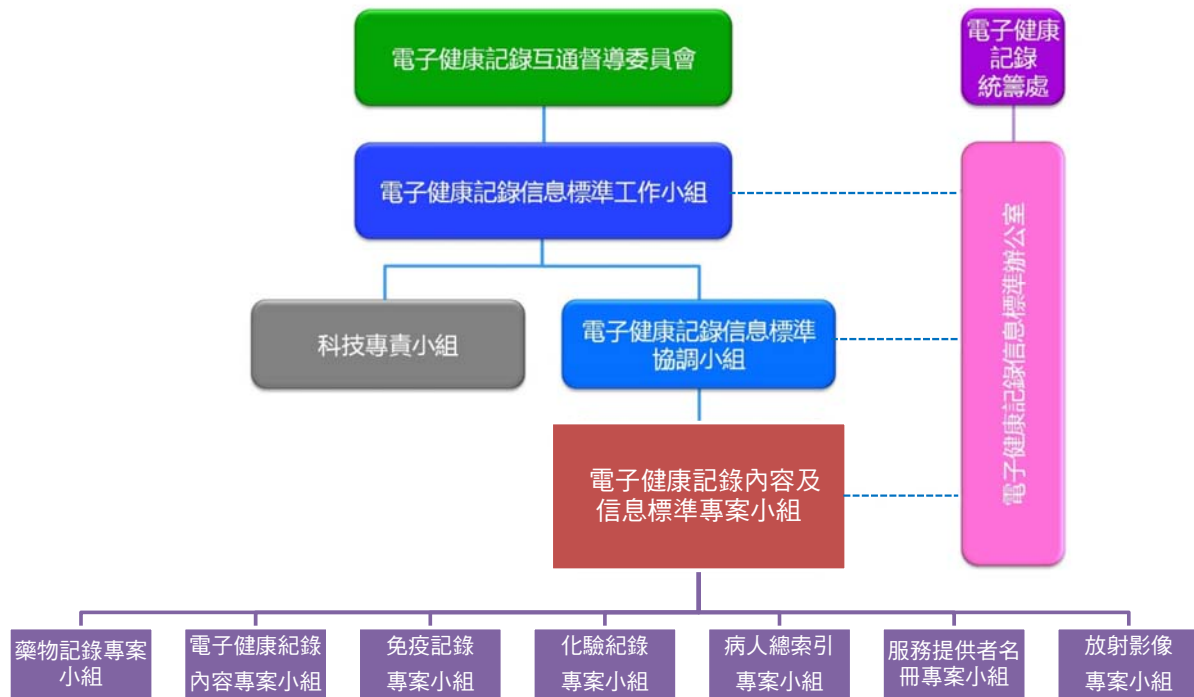 電子健康記錄互通督導委員會
電子健康
記錄
統籌處
電子健康記錄信息標準工作小組
電子健康記錄信息標準辦公室
科技專責小組
電子健康記錄信息標準
協調小組
電子健康記錄內容及
信息標準專案小組
藥物記錄專案
小組
電子健康紀錄
內容專案小組
免疫記錄
專案小組
化驗紀錄
專案小組
病人總索引
專案小組
服務提供者名
冊專案小組
放射影像
專案小組